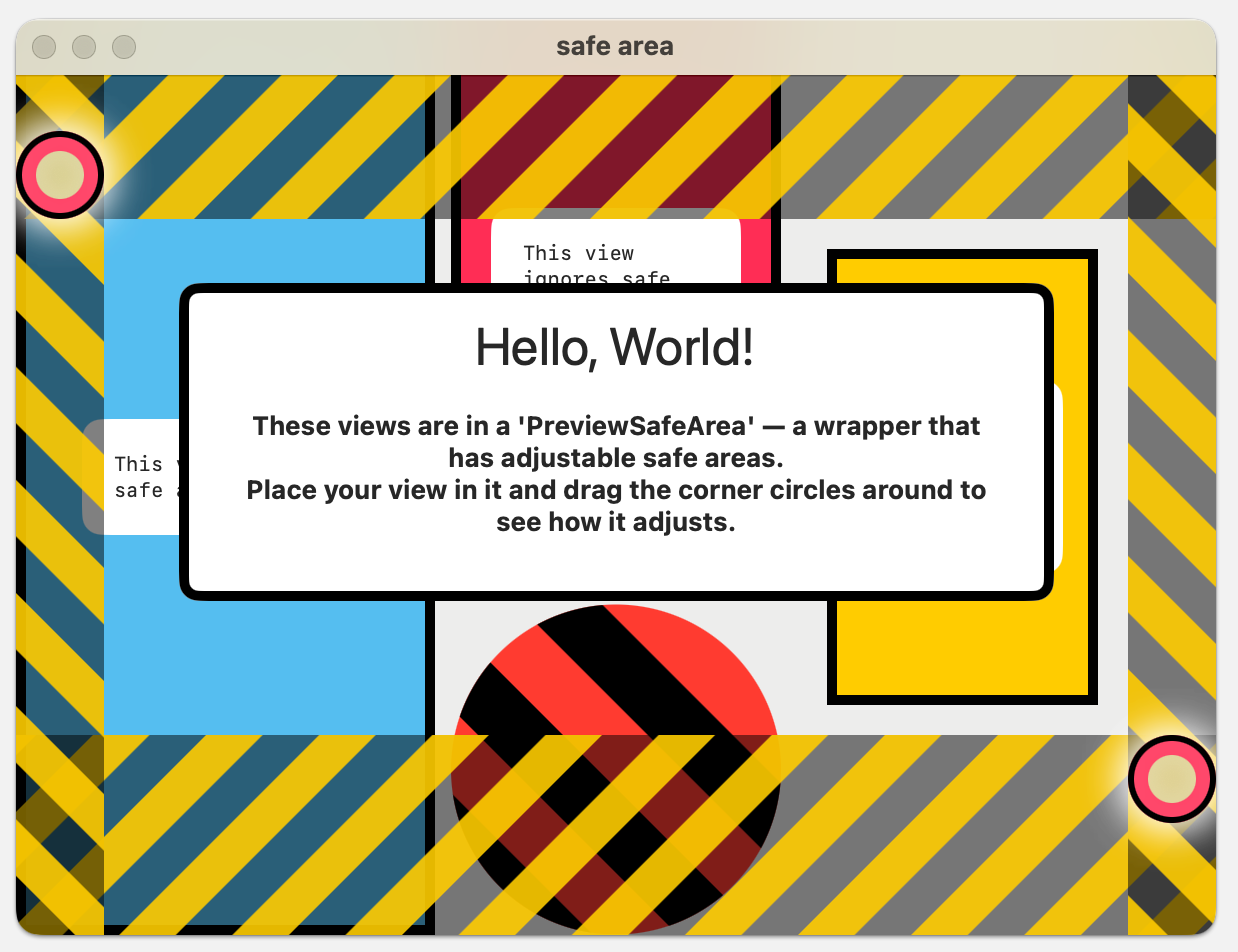 safe area
This view
ignores safe
Hello, World!
These views are in a 'PreviewSafeArea' — a wrapper that
has adjustable safe areas.
Place your view in it and drag the corner circles around to
see how it adjusts.
This
safe